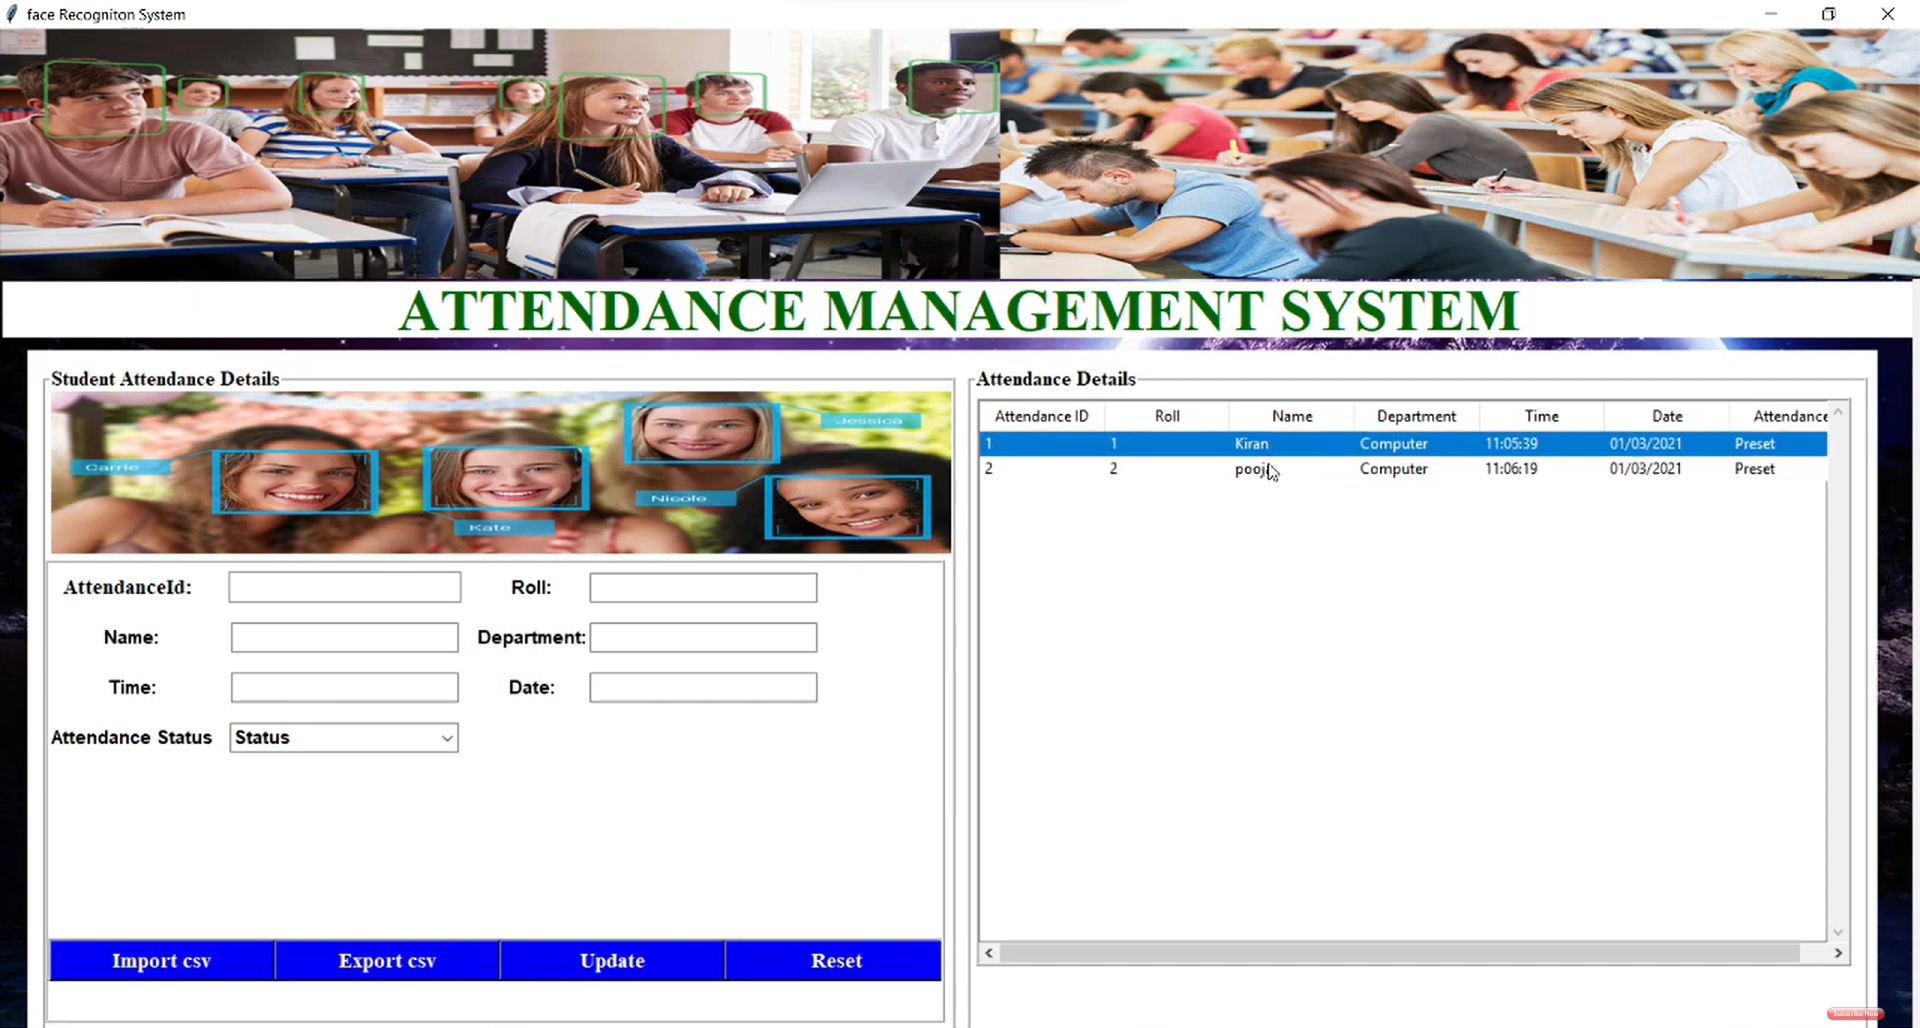 face Recogniton System
ATTENDANCE MANAGEMENT SYSTEM
Student Attendance Details
Carrie
Jessica
Nicole
Kate
AttendanceId:
Roll:
Name:
Department:
Time:
Date:
Attendance Status
Status
Import csv
Export csv
Update
Reset
Attendance Details
Attendance ID Roll Name Department Time Date Attendance
1 1 Kiran Computer 11:05:39 01/03/2021 Preset
2 2 pooja Computer 11:06:19 01/03/2021 Preset
Subscribe Now